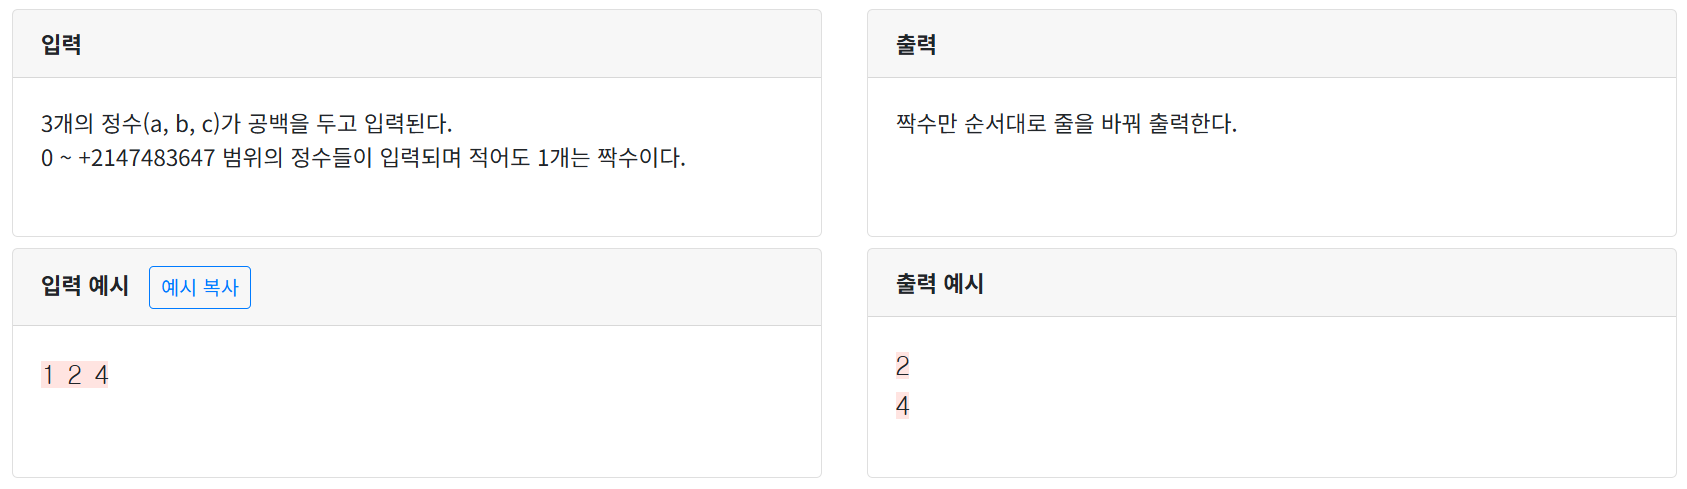 입력
3개의 정수(a, b, c)가 공백을 두고 입력된다.
0 ~ +2147483647 범위의 정수들이 입력되며 적어도 1개는 짝수이다.
출력
짝수만 순서대로 줄을 바꿔 출력한다.
입력 예시 예시 복사
1 2 4
출력 예시
2
4